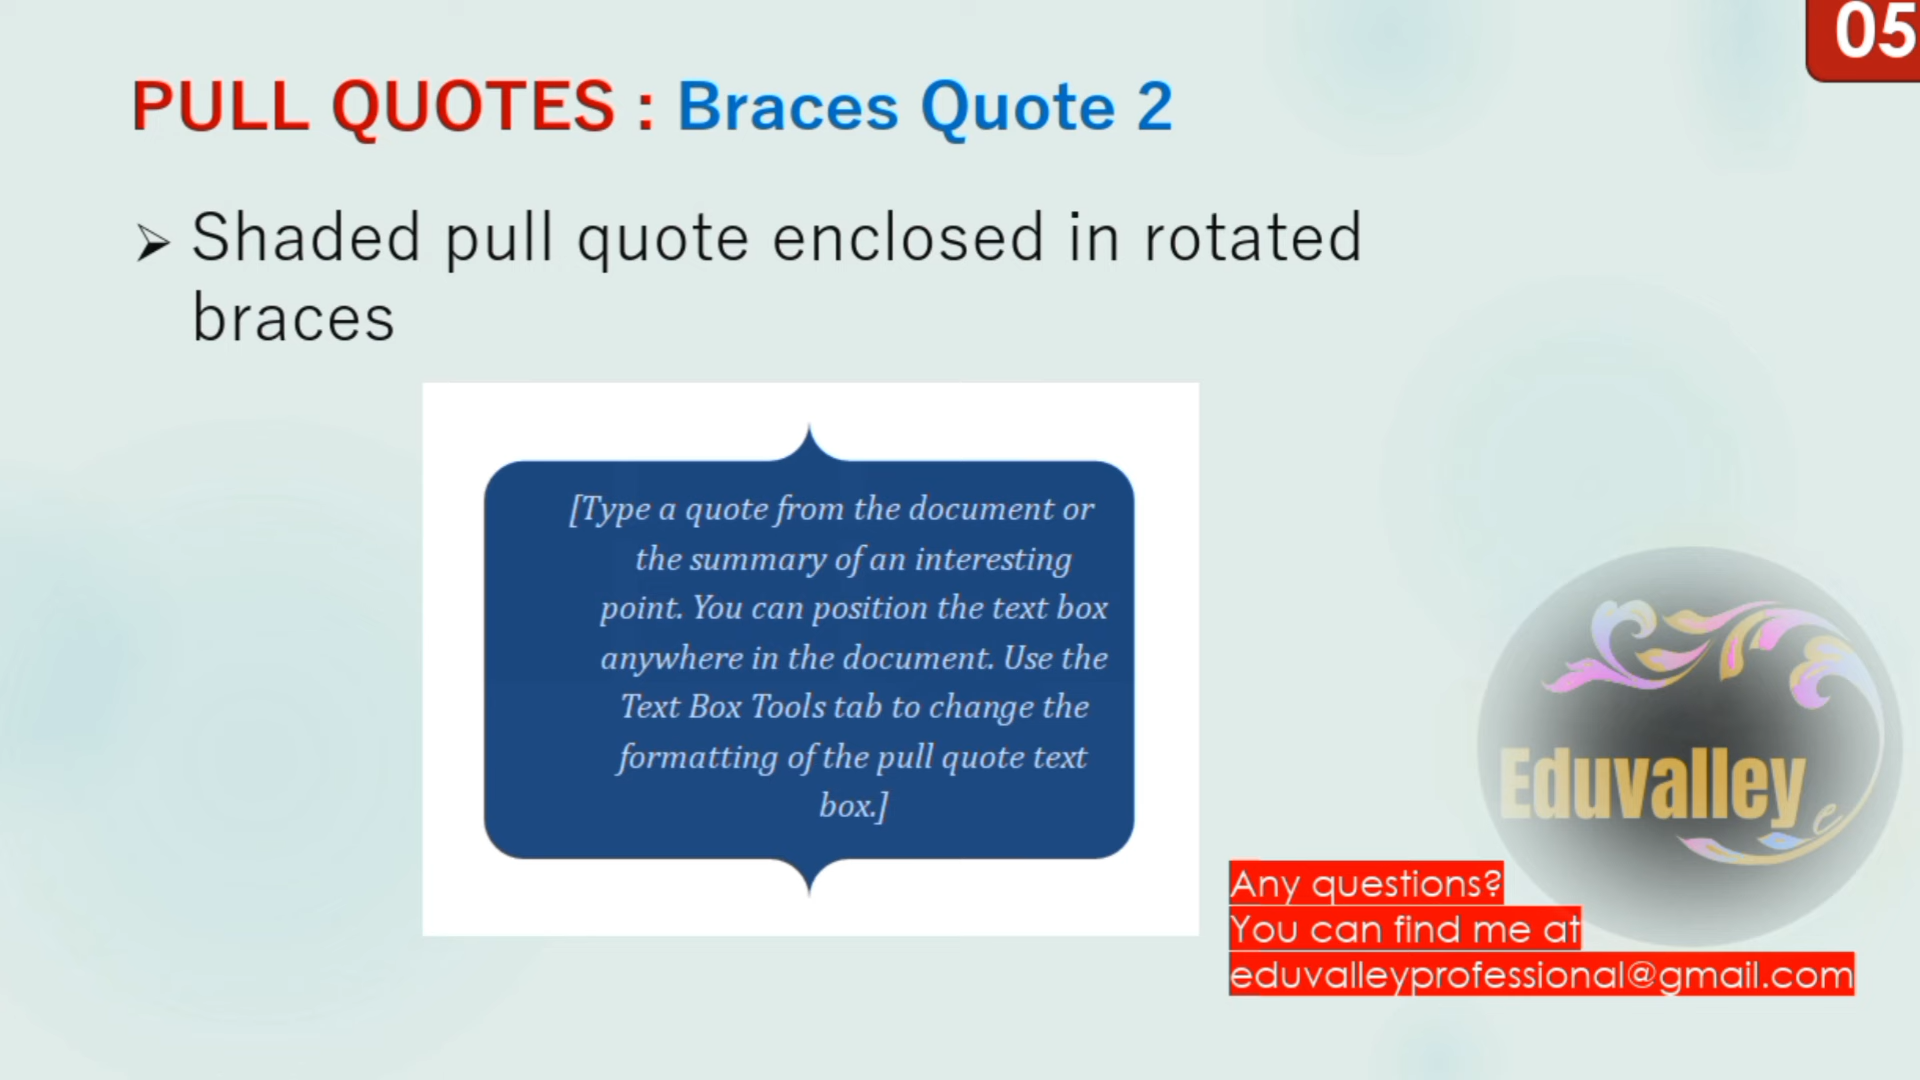 05
PULL QUOTES : Braces Quote 2
➢ Shaded pull quote enclosed in rotated
braces
[Type a quote from the document or
the summary of an interesting
point. You can position the text box
anywhere in the document. Use the
Text Box Tools tab to change the
formatting of the pull quote text
box.]
Eduvalley
e
Any questions?
You can find me at
eduvalleyprofessional@gmail.com